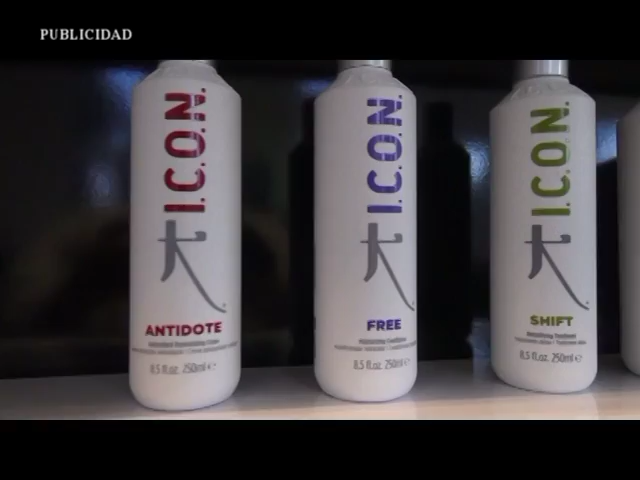 PUBLICIDAD
I.C.O.N.
ANTIDOTE
8.5 fl.oz. 250ml e
I.C.O.N.
FREE
8.5 fl.oz. 250ml e
I.C.O.N.
SHIFT
8.5 fl.oz. 250ml e